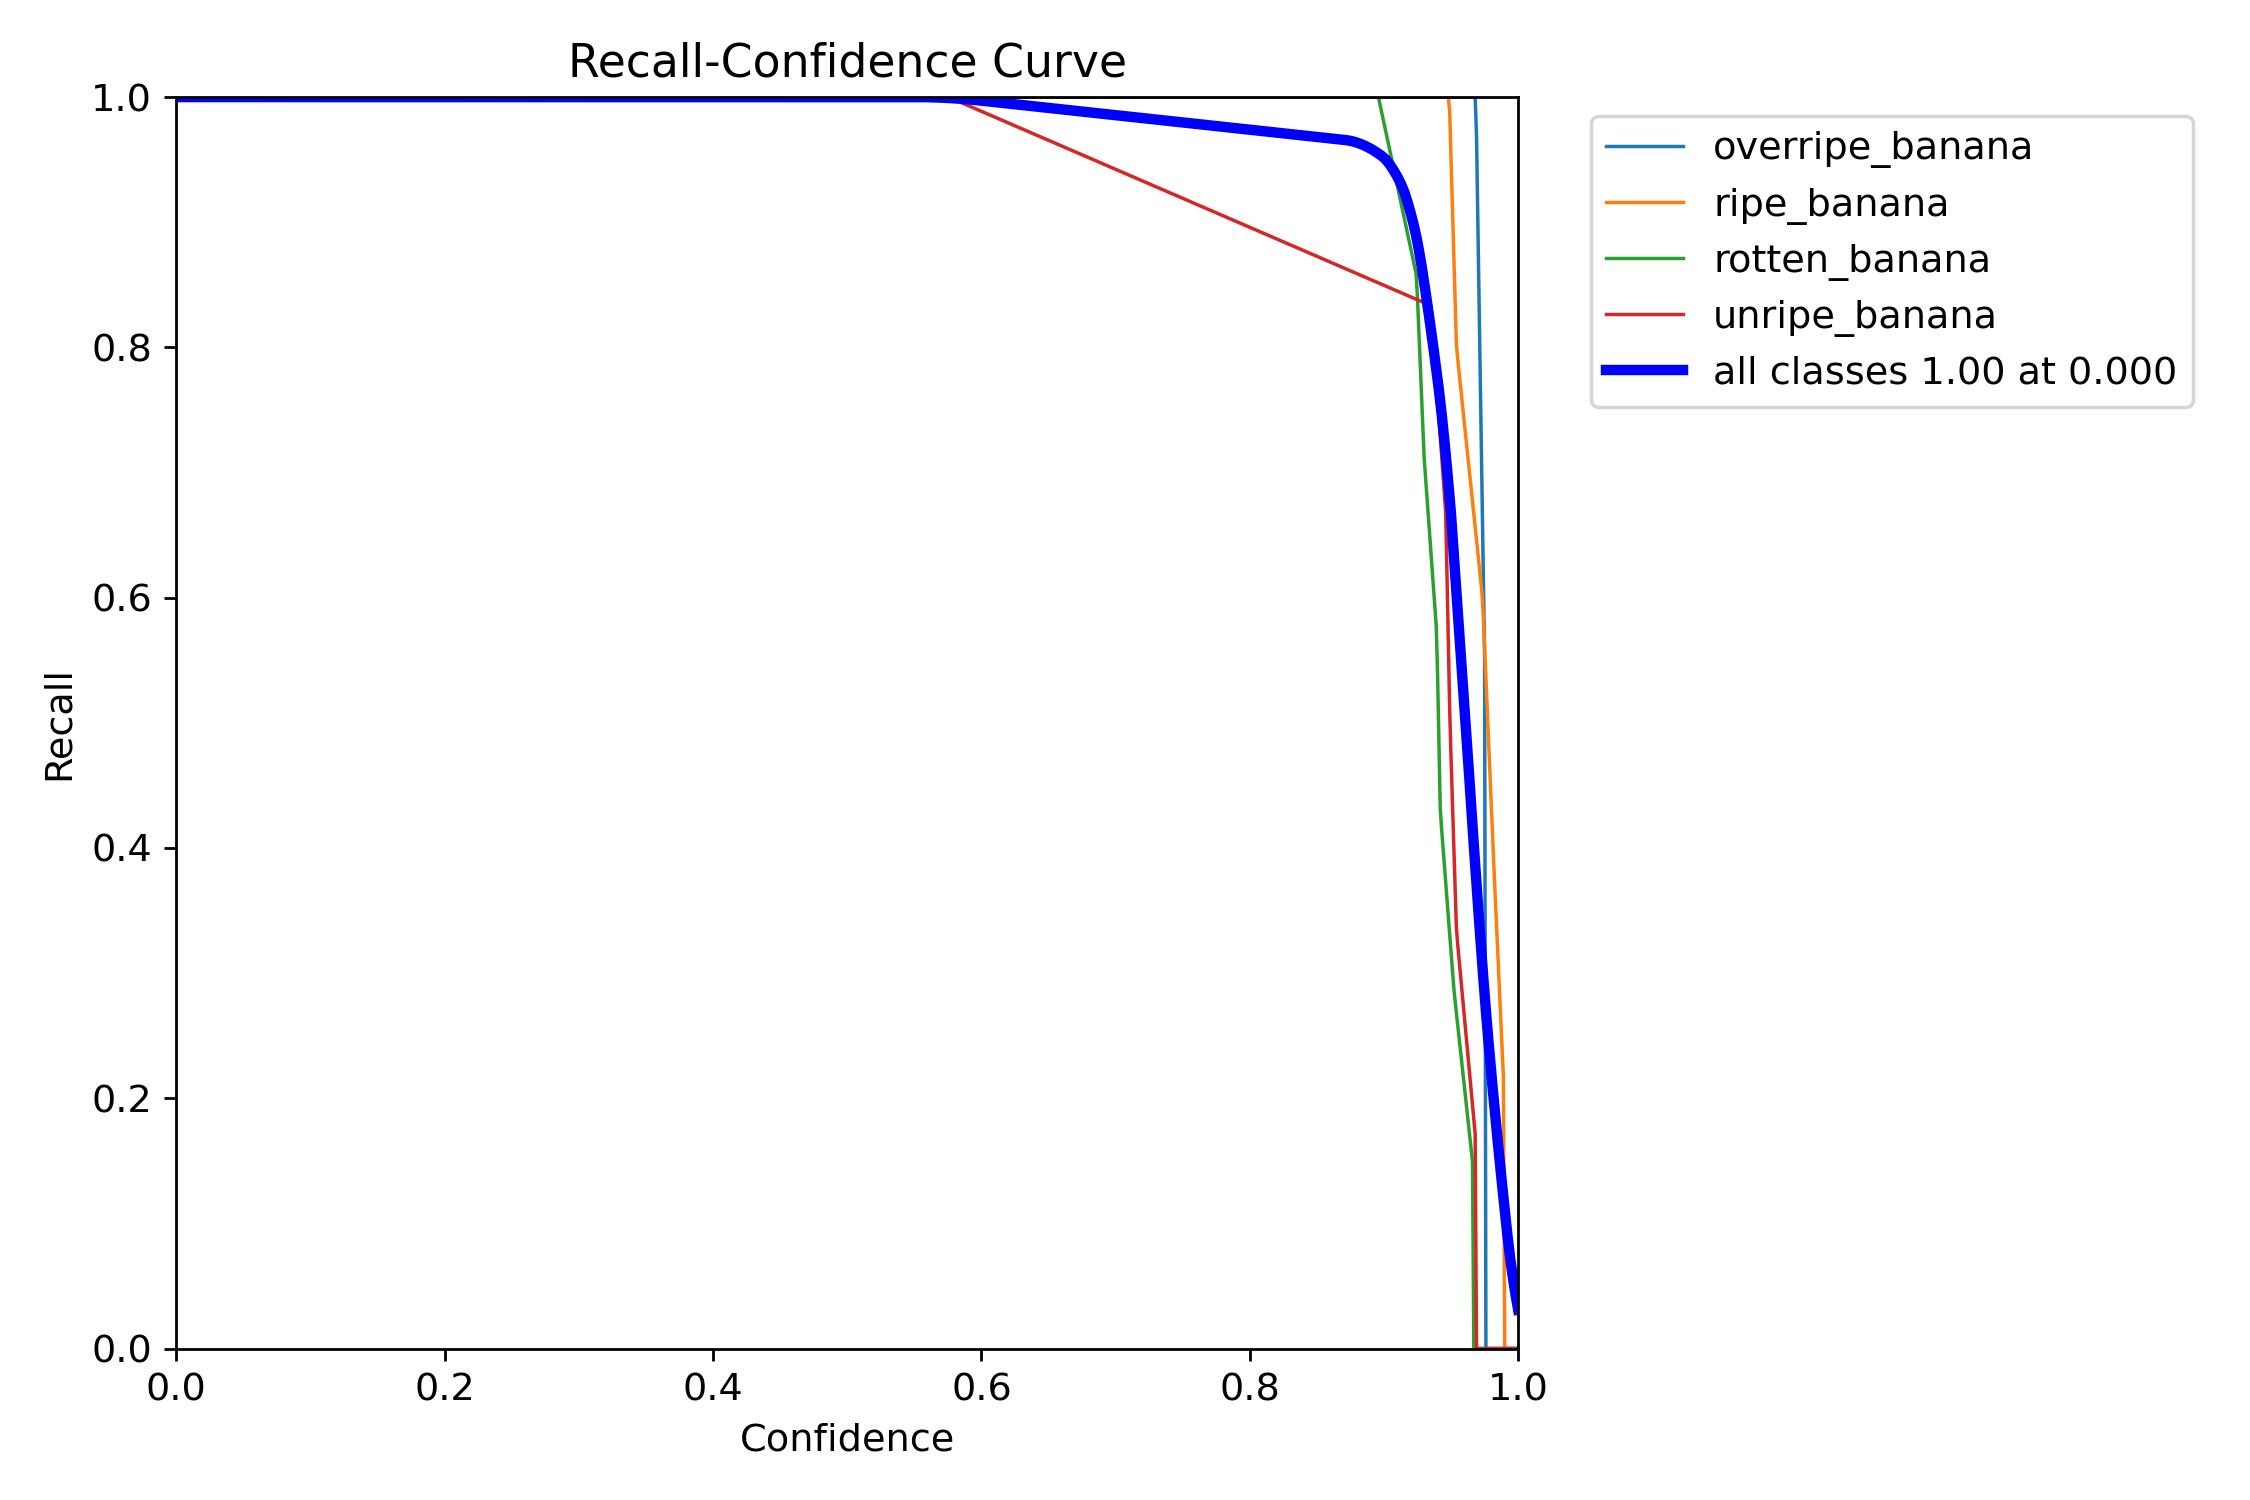 Recall-Confidence Curve
1.0
0.8
0.6
0.4
0.2
0.0
Recall
0.0 0.2 0.4 0.6 0.8 1.0
Confidence
overripe_banana
ripe_banana
rotten_banana
unripe_banana
all classes 1.00 at 0.000